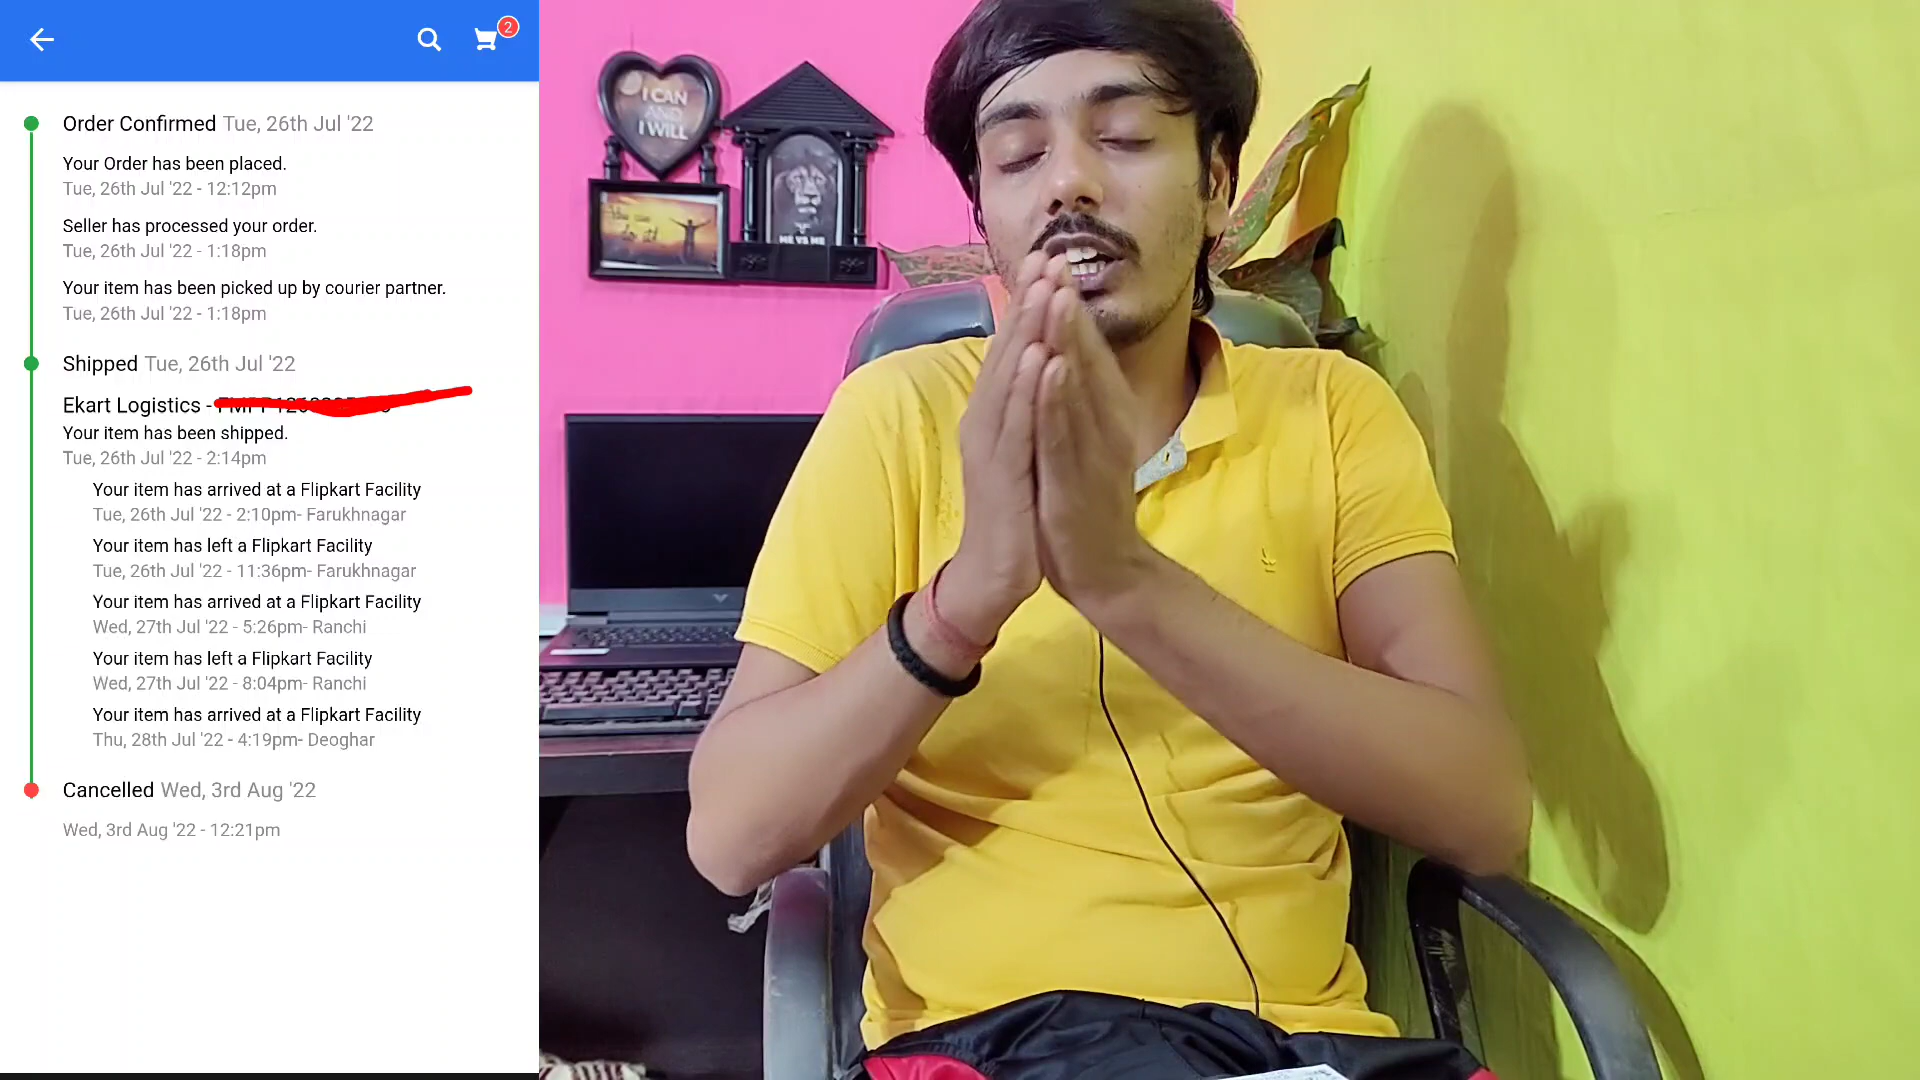 2
Order Confirmed Tue, 26th Jul '22
Your Order has been placed.
Tue, 26th Jul '22 - 12:12pm
Seller has processed your order.
Tue, 26th Jul '22 - 1:18pm
Your item has been picked up by courier partner.
Tue, 26th Jul '22 - 1:18pm
Shipped Tue, 26th Jul '22
Ekart Logistics -
Your item has been shipped.
Tue, 26th Jul '22 - 2:14pm
Your item has arrived at a Flipkart Facility
Tue, 26th Jul '22 - 2:10pm- Farukhnagar
Your item has left a Flipkart Facility
Tue, 26th Jul '22 - 11:36pm- Farukhnagar
Your item has arrived at a Flipkart Facility
Wed, 27th Jul '22 - 5:26pm- Ranchi
Your item has left a Flipkart Facility
Wed, 27th Jul '22 - 8:04pm- Ranchi
Your item has arrived at a Flipkart Facility
Thu, 28th Jul '22 - 4:19pm- Deoghar
Cancelled Wed, 3rd Aug '22
Wed, 3rd Aug '22 - 12:21pm
I CAN
AND
I WILL
You can
do it!
ME VS ME